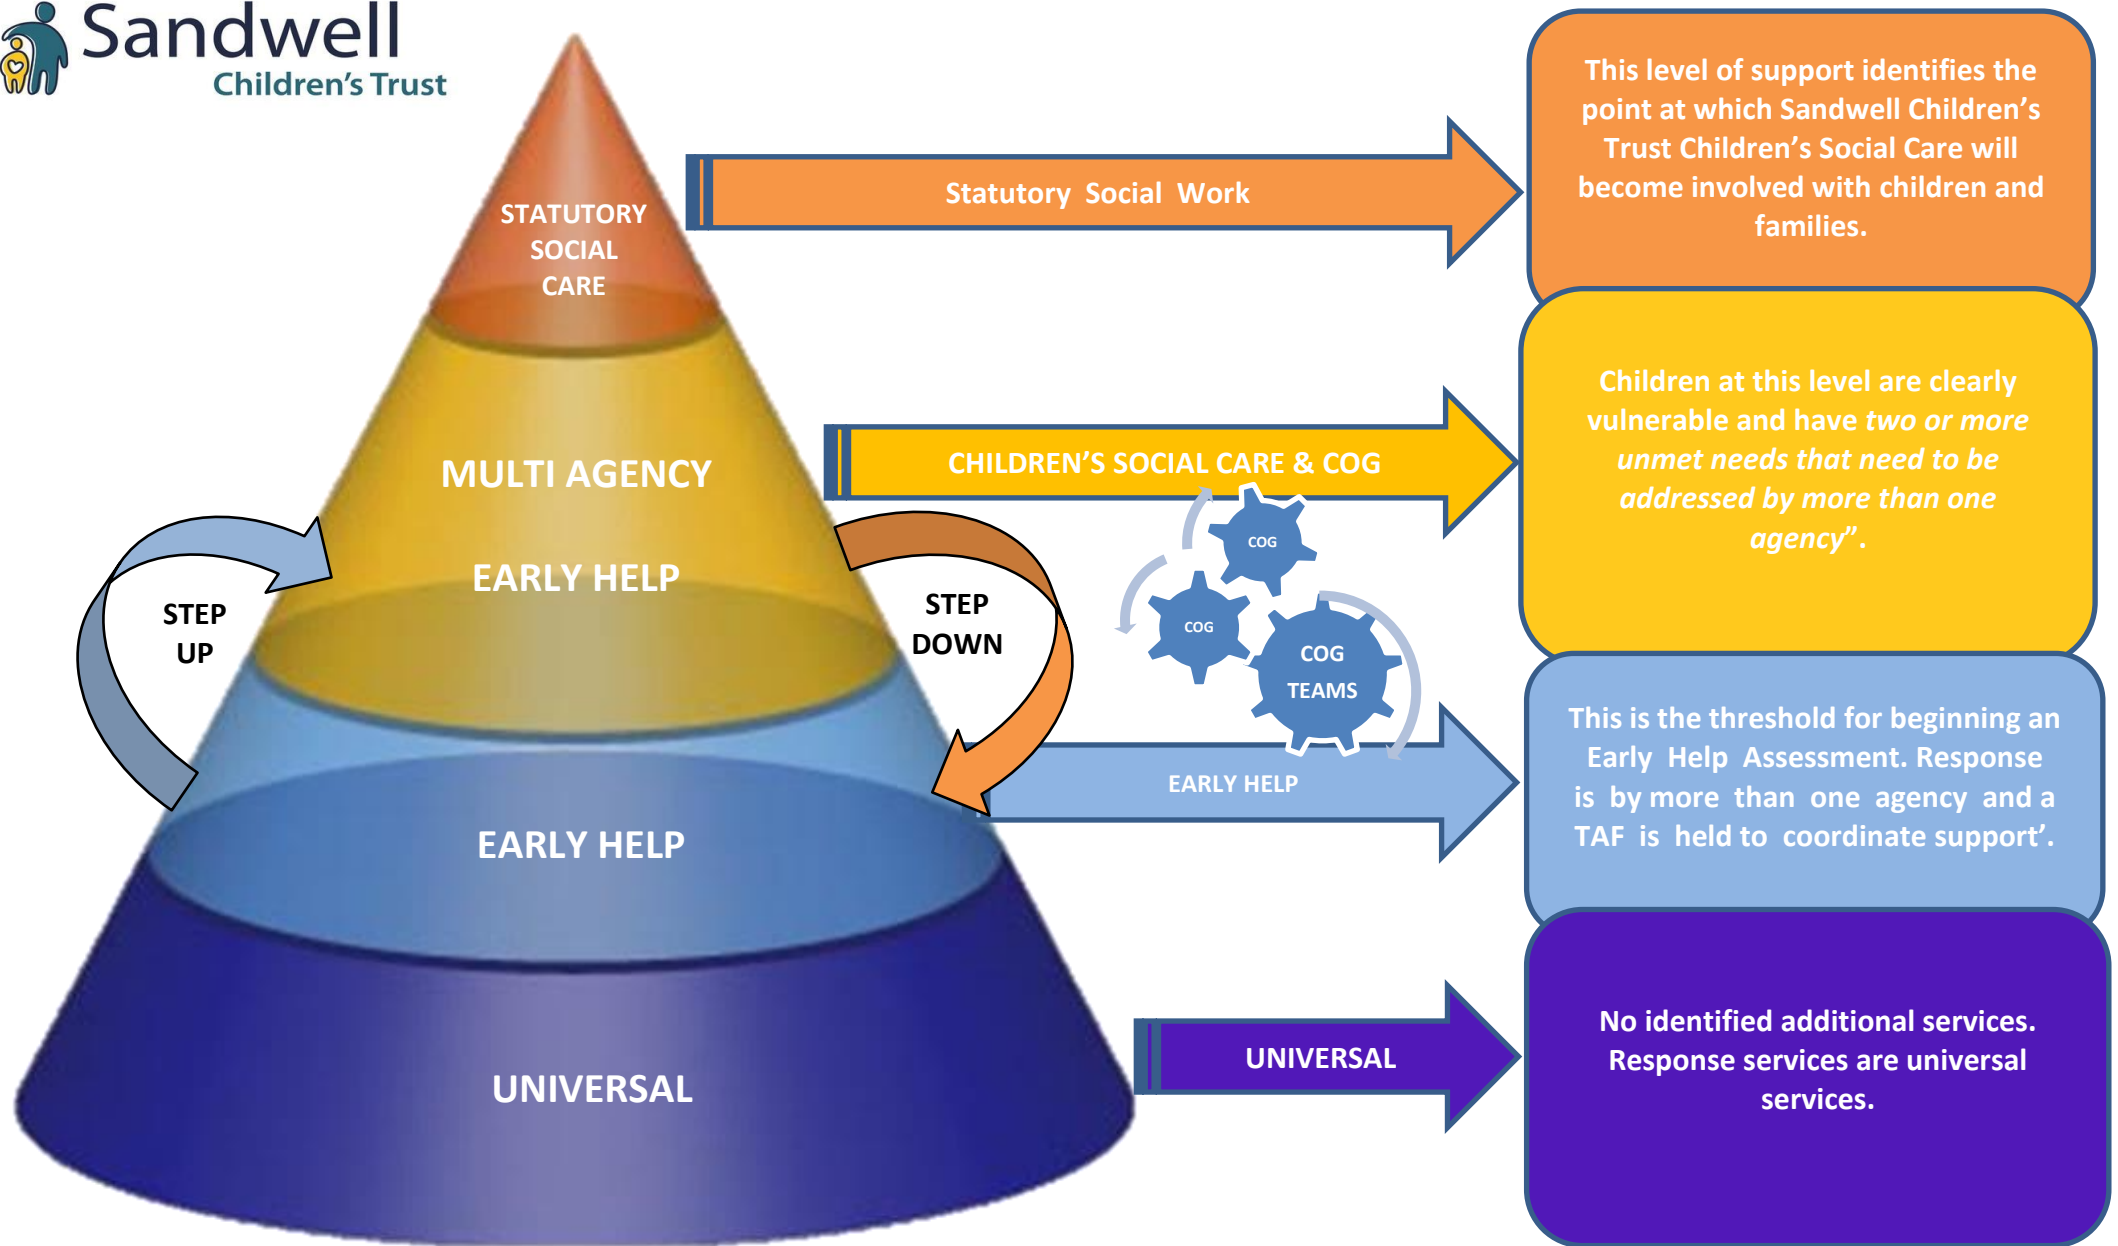 Sandwell
Children's Trust
STATUTORY
SOCIAL
CARE
Statutory Social Work
This level of support identifies the
point at which Sandwell Children's
Trust Children's Social Care will
become involved with children and
families.
MULTI AGENCY
EARLY HELP
CHILDREN'S SOCIAL CARE & COG
Children at this level are clearly
vulnerable and have two or more
unmet needs that need to be
addressed by more than one
agency".
STEP
UP
STEP
DOWN
COG
COG
COG
TEAMS
EARLY HELP
EARLY HELP
This is the threshold for beginning an
Early Help Assessment. Response
is by more than one agency and a
TAF is held to coordinate support'.
UNIVERSAL
UNIVERSAL
No identified additional services.
Response services are universal
services.